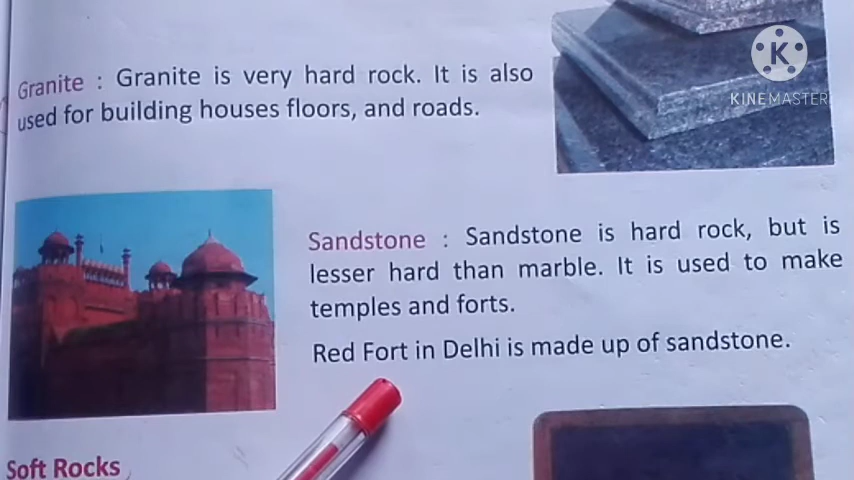 Granite : Granite is very hard rock. It is also
used for building houses floors, and roads.
K
KINEMASTER
Sandstone : Sandstone is hard rock, but is
lesser hard than marble. It is used to make
temples and forts.
Red Fort in Delhi is made up of sandstone.
Soft Rocks